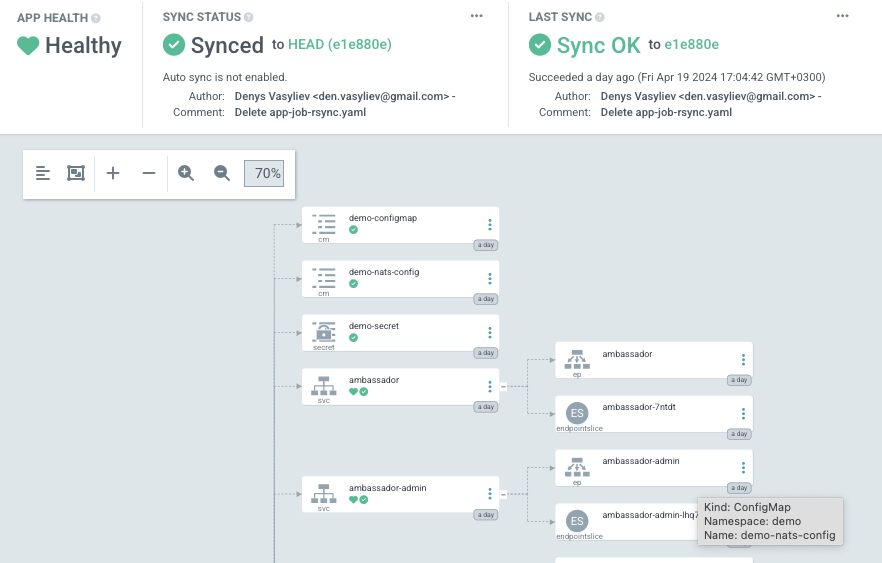 APP HEALTH
Healthy
SYNC STATUS
Synced to HEAD (e1e880e)
Auto sync is not enabled.
Author: Denys Vasyliev <den.vasyliev@gmail.com> -
Comment: Delete app-job-rsync.yaml
LAST SYNC
Sync OK to e1e880e
Succeeded a day ago (Fri Apr 19 2024 17:04:42 GMT+0300)
Author: Denys Vasyliev <den.vasyliev@gmail.com> -
Comment: Delete app-job-rsync.yaml
70%
demo-configmap
cm
a day
demo-nats-config
cm
a day
demo-secret
secret
a day
ambassador
svc
a day
ambassador
ep
a day
ES
ambassador-7ntdt
endpointslice
a day
ambassador-admin
svc
a day
ambassador-admin
ep
a day
ES
ambassador-admin-lhq7
endpointslice
Kind: ConfigMap
Namespace: demo
Name: demo-nats-config